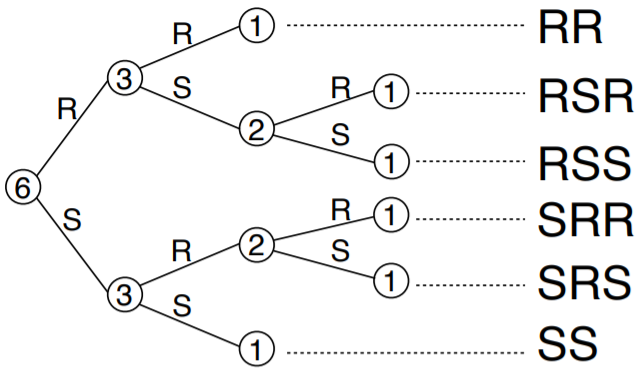 R 1 RR
3
S R 1 RSR
R 2
S 1 RSS
6
S R 1 SRR
R 2
S 1 SRS
3
S 1 SS